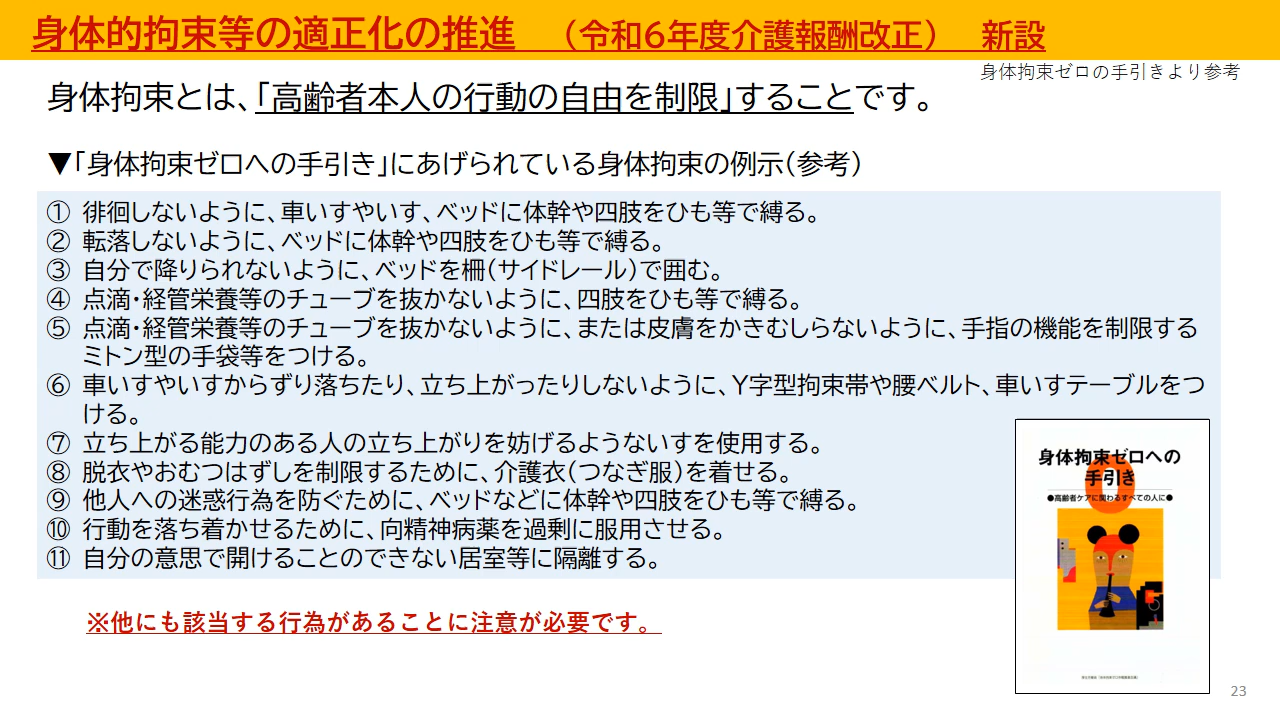 身体的拘束等の適正化の推進　（令和６年度介護報酬改正）　新設
身体拘束ゼロの手引きより参考
身体拘束とは、「高齢者本人の行動の自由を制限」することです。
▼「身体拘束ゼロへの手引き」にあげられている身体拘束の例示（参考）
① 徘徊しないように、車いすやいす、ベッドに体幹や四肢をひも等で縛る。
② 転落しないように、ベッドに体幹や四肢をひも等で縛る。
③ 自分で降りられないように、ベッドを柵（サイドレール）で囲む。
④ 点滴・経管栄養等のチューブを抜かないように、四肢をひも等で縛る。
⑤ 点滴・経管栄養等のチューブを抜かないように、または皮膚をかきむしらないように、手指の機能を制限する
ミトン型の手袋等をつける。
⑥ 車いすやいすからずり落ちたり、立ち上がったりしないように、Ｙ字型拘束帯や腰ベルト、車いすテーブルをつ
ける。
⑦ 立ち上がる能力のある人の立ち上がりを妨げるようないすを使用する。
⑧ 脱衣やおむつはずしを制限するために、介護衣（つなぎ服）を着せる。
⑨ 他人への迷惑行為を防ぐために、ベッドなどに体幹や四肢をひも等で縛る。
⑩ 行動を落ち着かせるために、向精神病薬を過剰に服用させる。
⑪ 自分の意思で開けることのできない居室等に隔離する。
身体拘束ゼロへの
手引き
●高齢者ケアに関わるすべての人に●
※他にも該当する行為があることに注意が必要です。
23